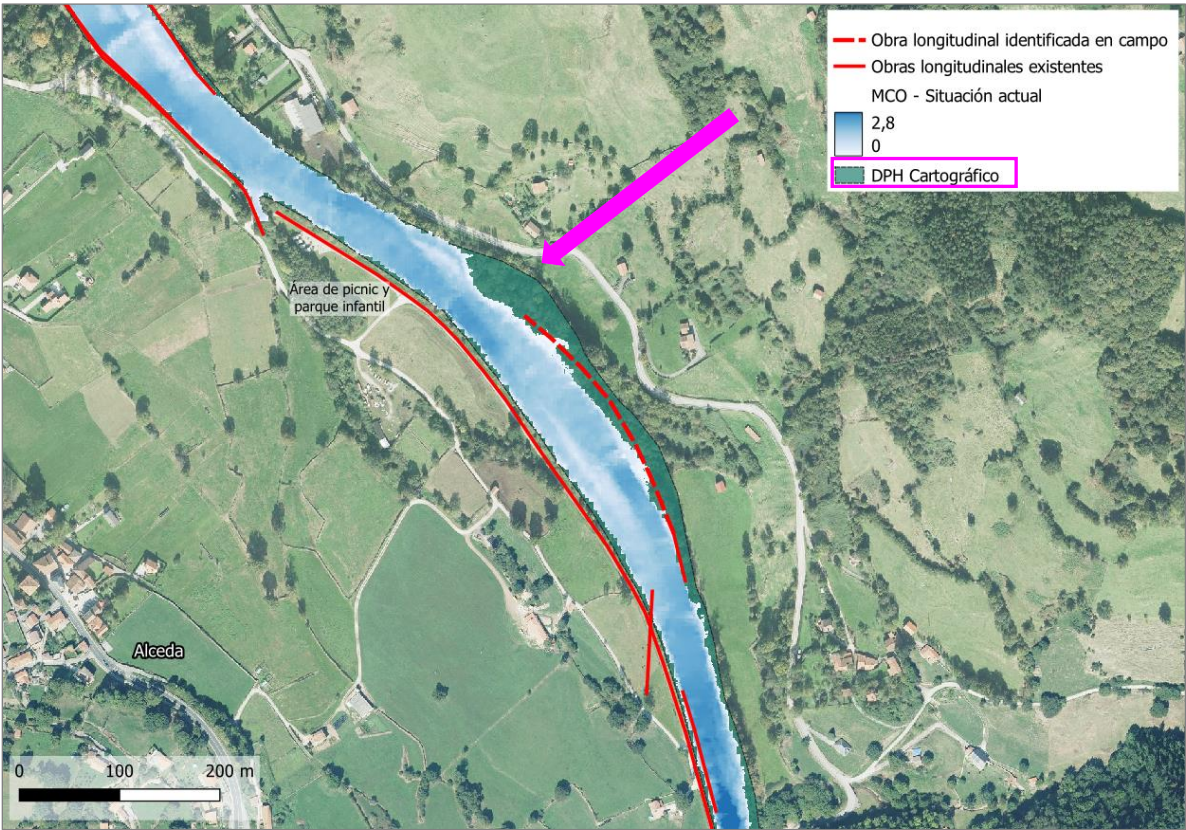 Obra longitudinal identificada en campo
Obras longitudinales existentes
MCO - Situación actual
2,8
0
DPH Cartográfico
Área de picnic y
parque infantil
Alceda
0 100 200 m